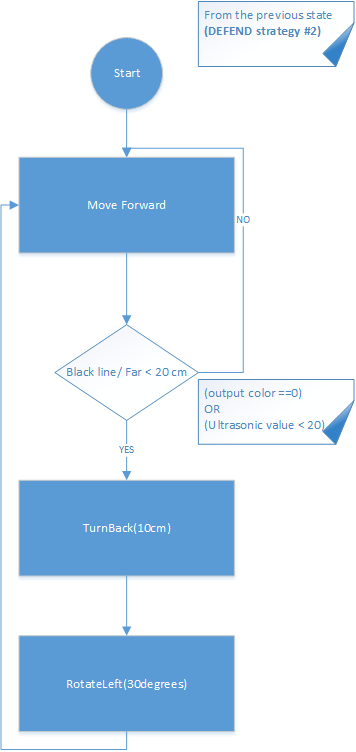 From the previous state
(DEFEND strategy #2)
Start
Move Forward
NO
Black line/ Far < 20 cm
(output color ==0)
OR
(Ultrasonic value < 20)
YES
TurnBack(10cm)
RotateLeft(30degrees)